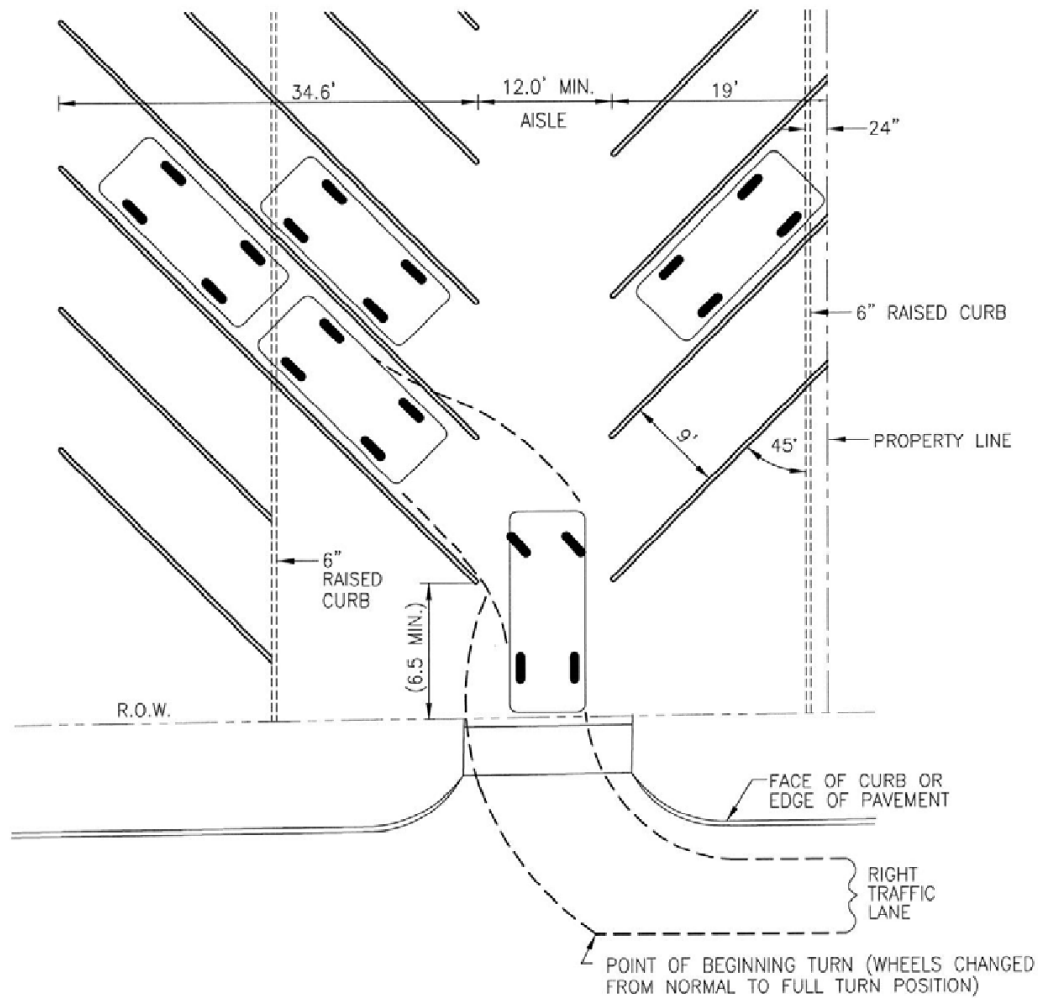 34.6'
12.0' MIN.
AISLE
19'
24"
6" RAISED CURB
9'
45'
PROPERTY LINE
6"
RAISED
CURB
(6.5 MIN.)
R.O.W.
FACE OF CURB OR
EDGE OF PAVEMENT
RIGHT
TRAFFIC
LANE
POINT OF BEGINNING TURN (WHEELS CHANGED
FROM NORMAL TO FULL TURN POSITION)